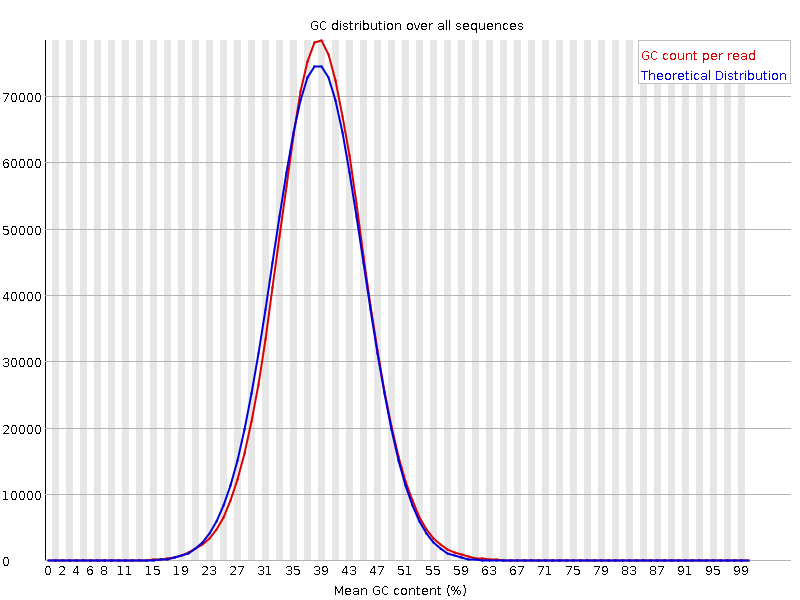 GC distribution over all sequences
GC count per read
Theoretical Distribution
70000
60000
50000
40000
30000
20000
10000
0
0 2 4 6 8 11 15 19 23 27 31 35 39 43 47 51 55 59 63 67 71 75 79 83 87 91 95 99
Mean GC content (%)